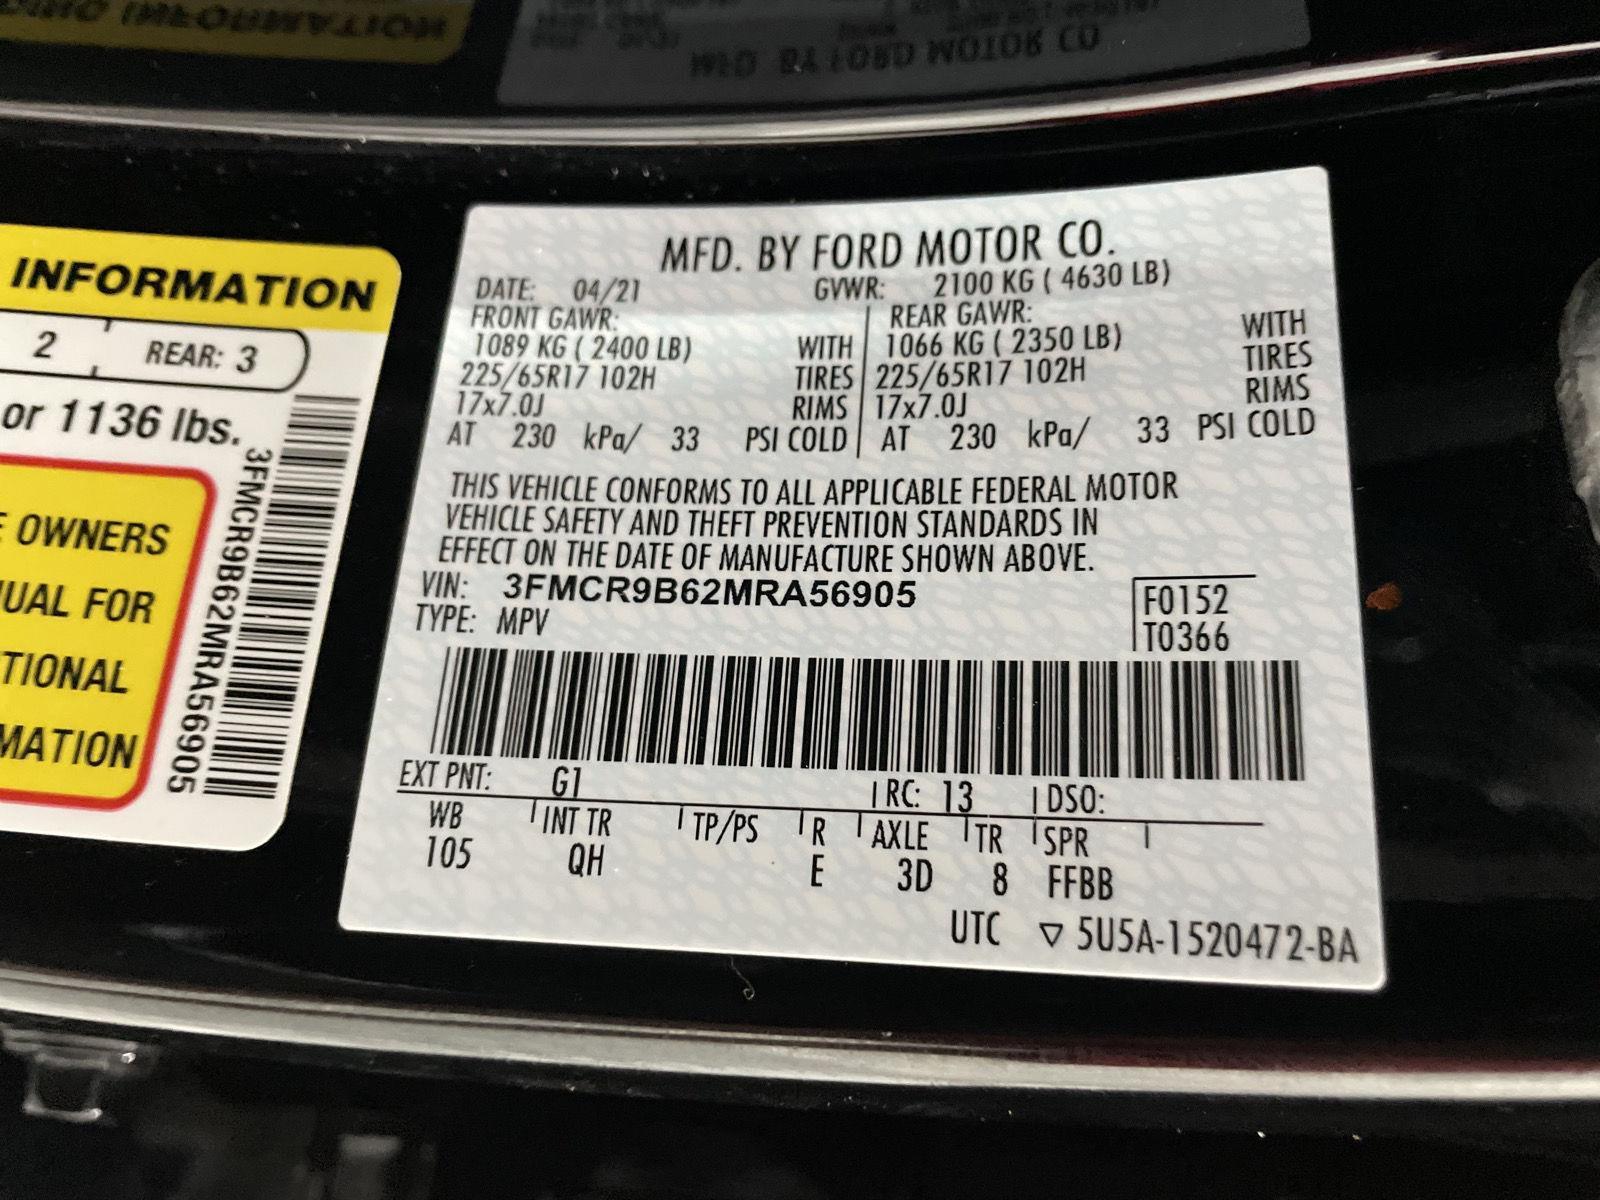 INFORMATION
2 REAR: 3
or 1136 lbs.
OWNERS
UAL FOR
TIONAL
MATION
3FMCR9B62MRA56905
MFD. BY FORD MOTOR CO.
DATE: 04/21 GVWR: 2100 KG ( 4630 LB)
FRONT GAWR: REAR GAWR:
1089 KG ( 2400 LB) WITH 1066 KG ( 2350 LB) WITH
225/65R17 102H TIRES 225/65R17 102H TIRES
17x7.0J RIMS 17x7.0J RIMS
AT 230 kPa/ 33 PSI COLD AT 230 kPa/ 33 PSI COLD
THIS VEHICLE CONFORMS TO ALL APPLICABLE FEDERAL MOTOR
VEHICLE SAFETY AND THEFT PREVENTION STANDARDS IN
EFFECT ON THE DATE OF MANUFACTURE SHOWN ABOVE.
VIN: 3FMCR9B62MRA56905
TYPE: MPV
F0152
T0366
EXT PNT: G1 RC: 13 DSO:
WB INT TR TP/PS R AXLE TR SPR
105 QH E 3D 8 FFBB
UTC ▽ 5U5A-1520472-BA